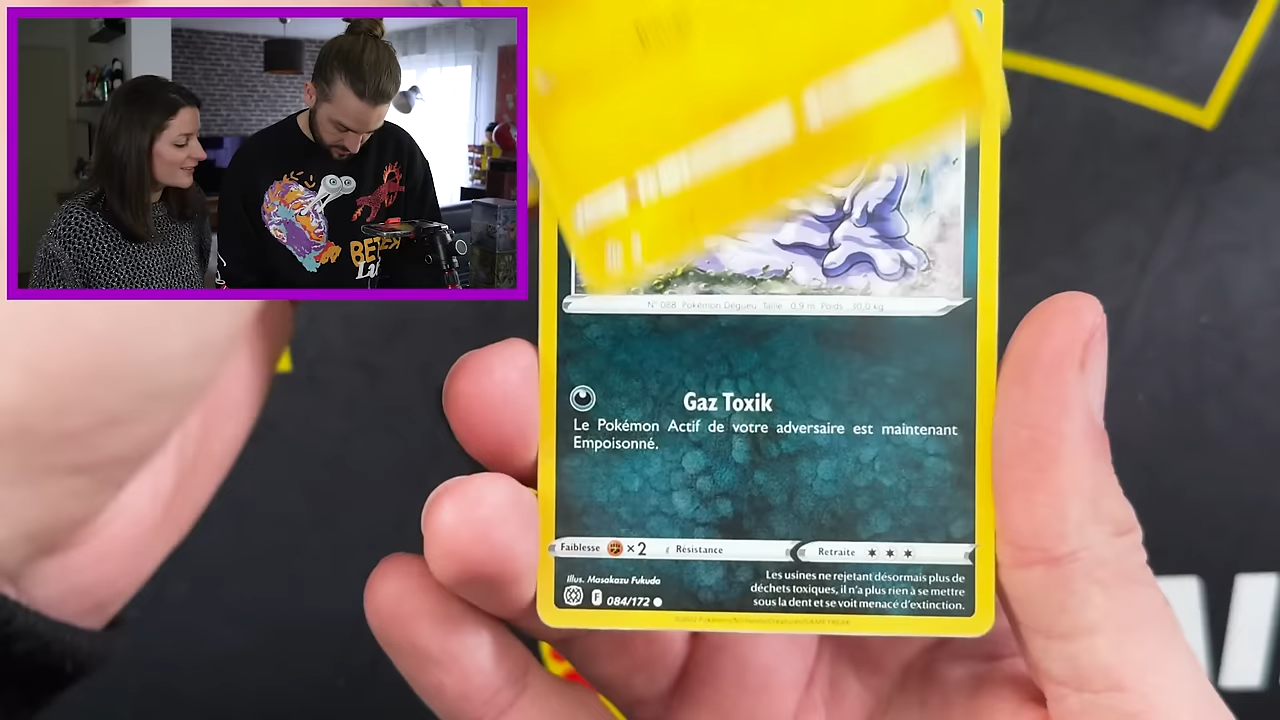 BETTER
N° 088 Pokémon Dégueu Taille : 0,9 m Poids : 30,0 kg
Gaz Toxik
Le Pokémon Actif de votre adversaire est maintenant
Empoisonné.
Faiblesse ×2 Résistance Retraite
Illus. Masakazu Fukuda
F 084/172
Les usines ne rejetant désormais plus de
déchets toxiques, il n'a plus rien à se mettre
sous la dent et se voit menacé d'extinction.